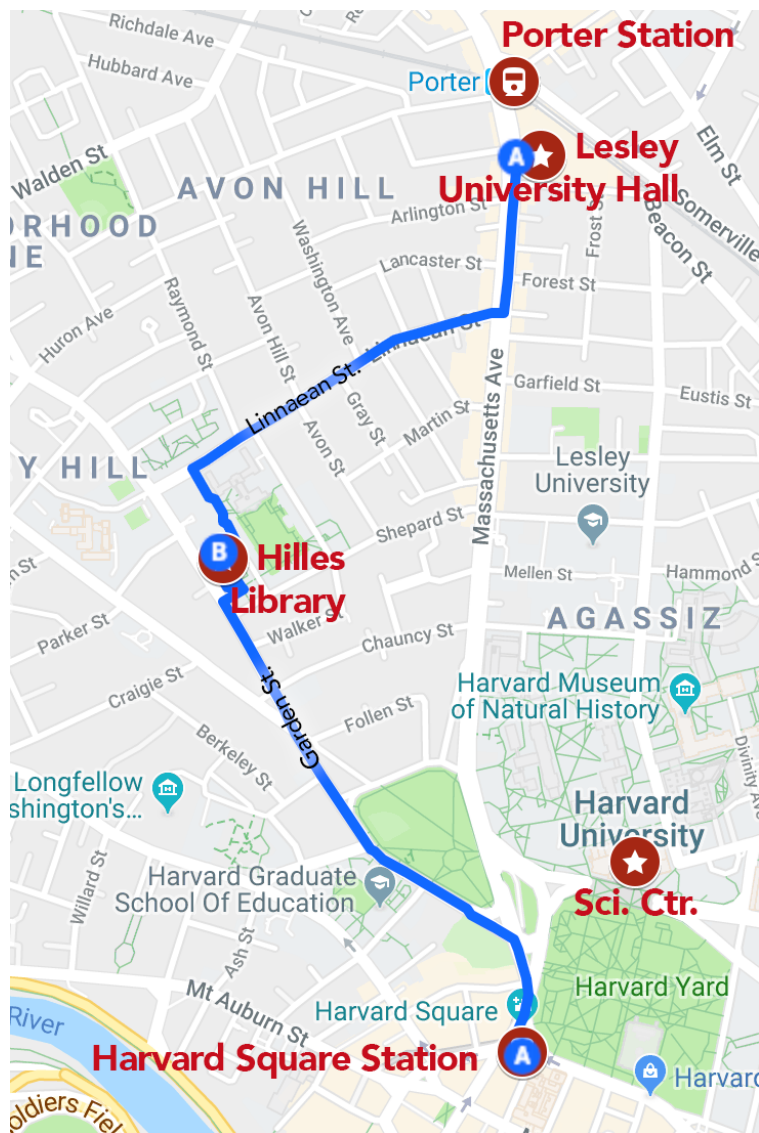 Richdale Ave
Porter Station
Hubbard Ave
Porter
Elm St
Walden St
A
Lesley
University Hall
AVON HILL
Arlington St
Frost St
Beacon St
Somerville
ORHOOD
NE
Washington Ave
Lancaster St
Forest St
Raymond St
Huron Ave
Avon Hill St
Linnaean St
Linnaean St.
Massachusetts Ave
Garfield St
Eustis St
Gray St
Martin St
Avon St
Y HILL
Lesley
University
Shepard St
B
Hilles
Library
Mellen St
Hammond S
Parker St
Walker St
AGASSIZ
Chauncy St
Craigie St
Garden St.
Harvard Museum
of Natural History
Follen St
Berkeley St
Divinity Ave
Longfellow
shington's...
Harvard
University
Willard St
Harvard Graduate
School Of Education
Sci. Ctr.
Ash St
Mt Auburn St
Harvard Square
Harvard Yard
River
Harvard Square Station
A
Harvard
oldiers Fiel